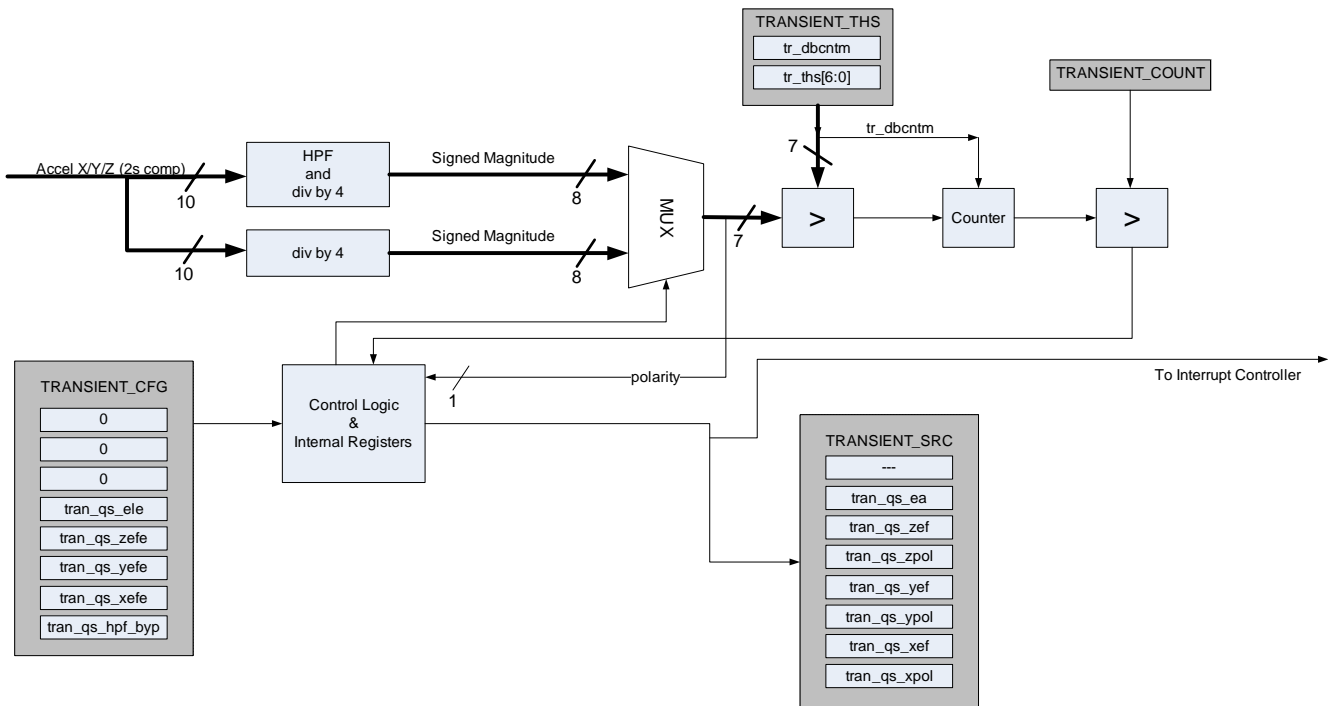 TRANSIENT_THS
tr_dbcntm
tr_ths[6:0]
TRANSIENT_COUNT
tr_dbcntm
7
Accel X/Y/Z (2s comp)
10
HPF
and
div by 4
Signed Magnitude
8
10
div by 4
Signed Magnitude
8
MUX
7
>
Counter
>
polarity
1
To Interrupt Controller
Control Logic
&
Internal Registers
TRANSIENT_CFG
0
0
0
tran_qs_ele
tran_qs_zefe
tran_qs_yefe
tran_qs_xefe
tran_qs_hpf_byp
TRANSIENT_SRC
---
tran_qs_ea
tran_qs_zef
tran_qs_zpol
tran_qs_yef
tran_qs_ypol
tran_qs_xef
tran_qs_xpol